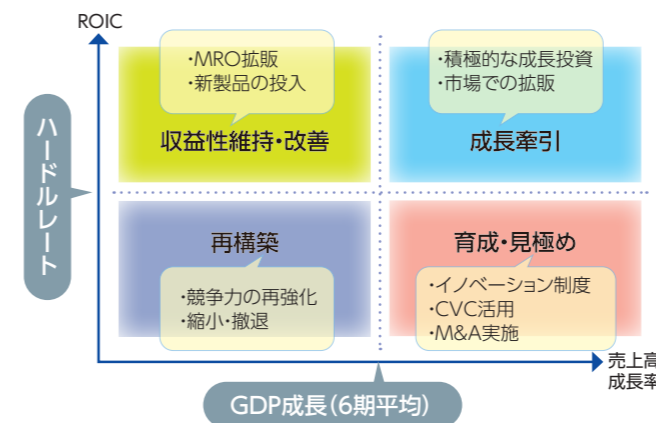 ROIC
・MRO拡販
・新製品の投入
収益性維持・改善
・積極的な成長投資
・市場での拡販
成長牽引
ハードルレート
再構築
・競争力の再強化
・縮小・撤退
育成・見極め
・イノベーション制度
・CVC活用
・M&A実施
売上高
成長率
GDP成長(6期平均)